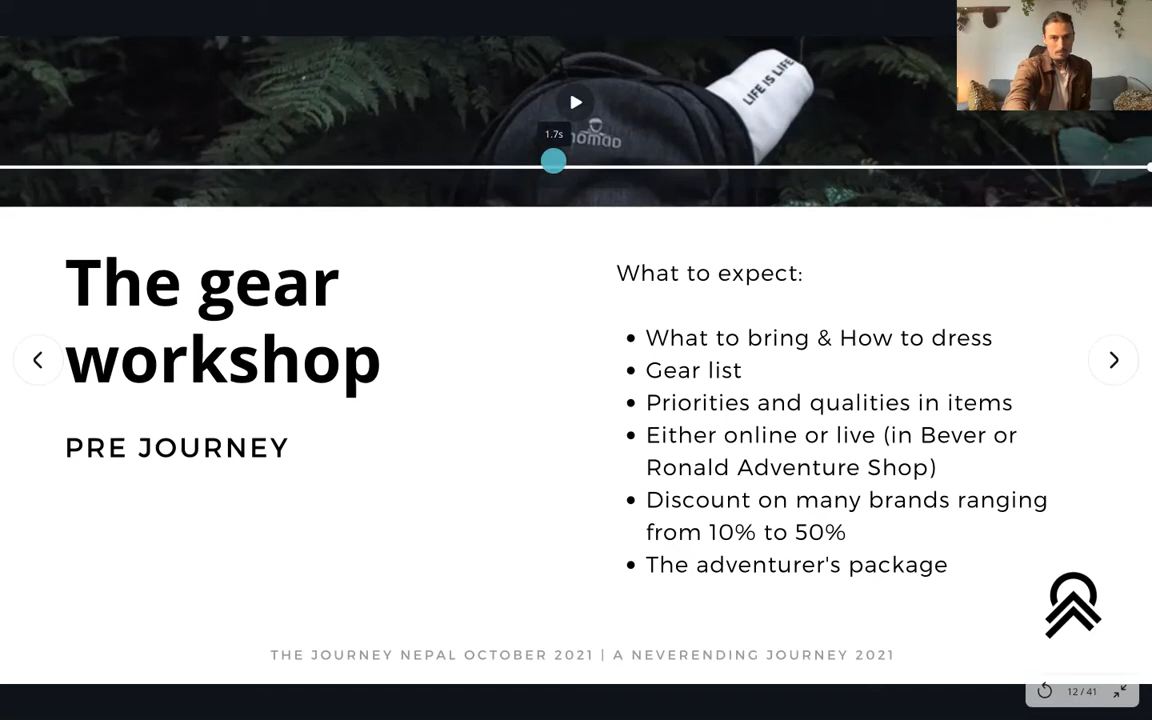 LIFE IS LIFE
nomad
1.7s
The gear
workshop
PRE JOURNEY
What to expect:
• What to bring & How to dress
• Gear list
• Priorities and qualities in items
• Either online or live (in Bever or
Ronald Adventure Shop)
• Discount on many brands ranging
from 10% to 50%
• The adventurer's package
THE JOURNEY NEPAL OCTOBER 2021 | A NEVERENDING JOURNEY 2021
12 / 41